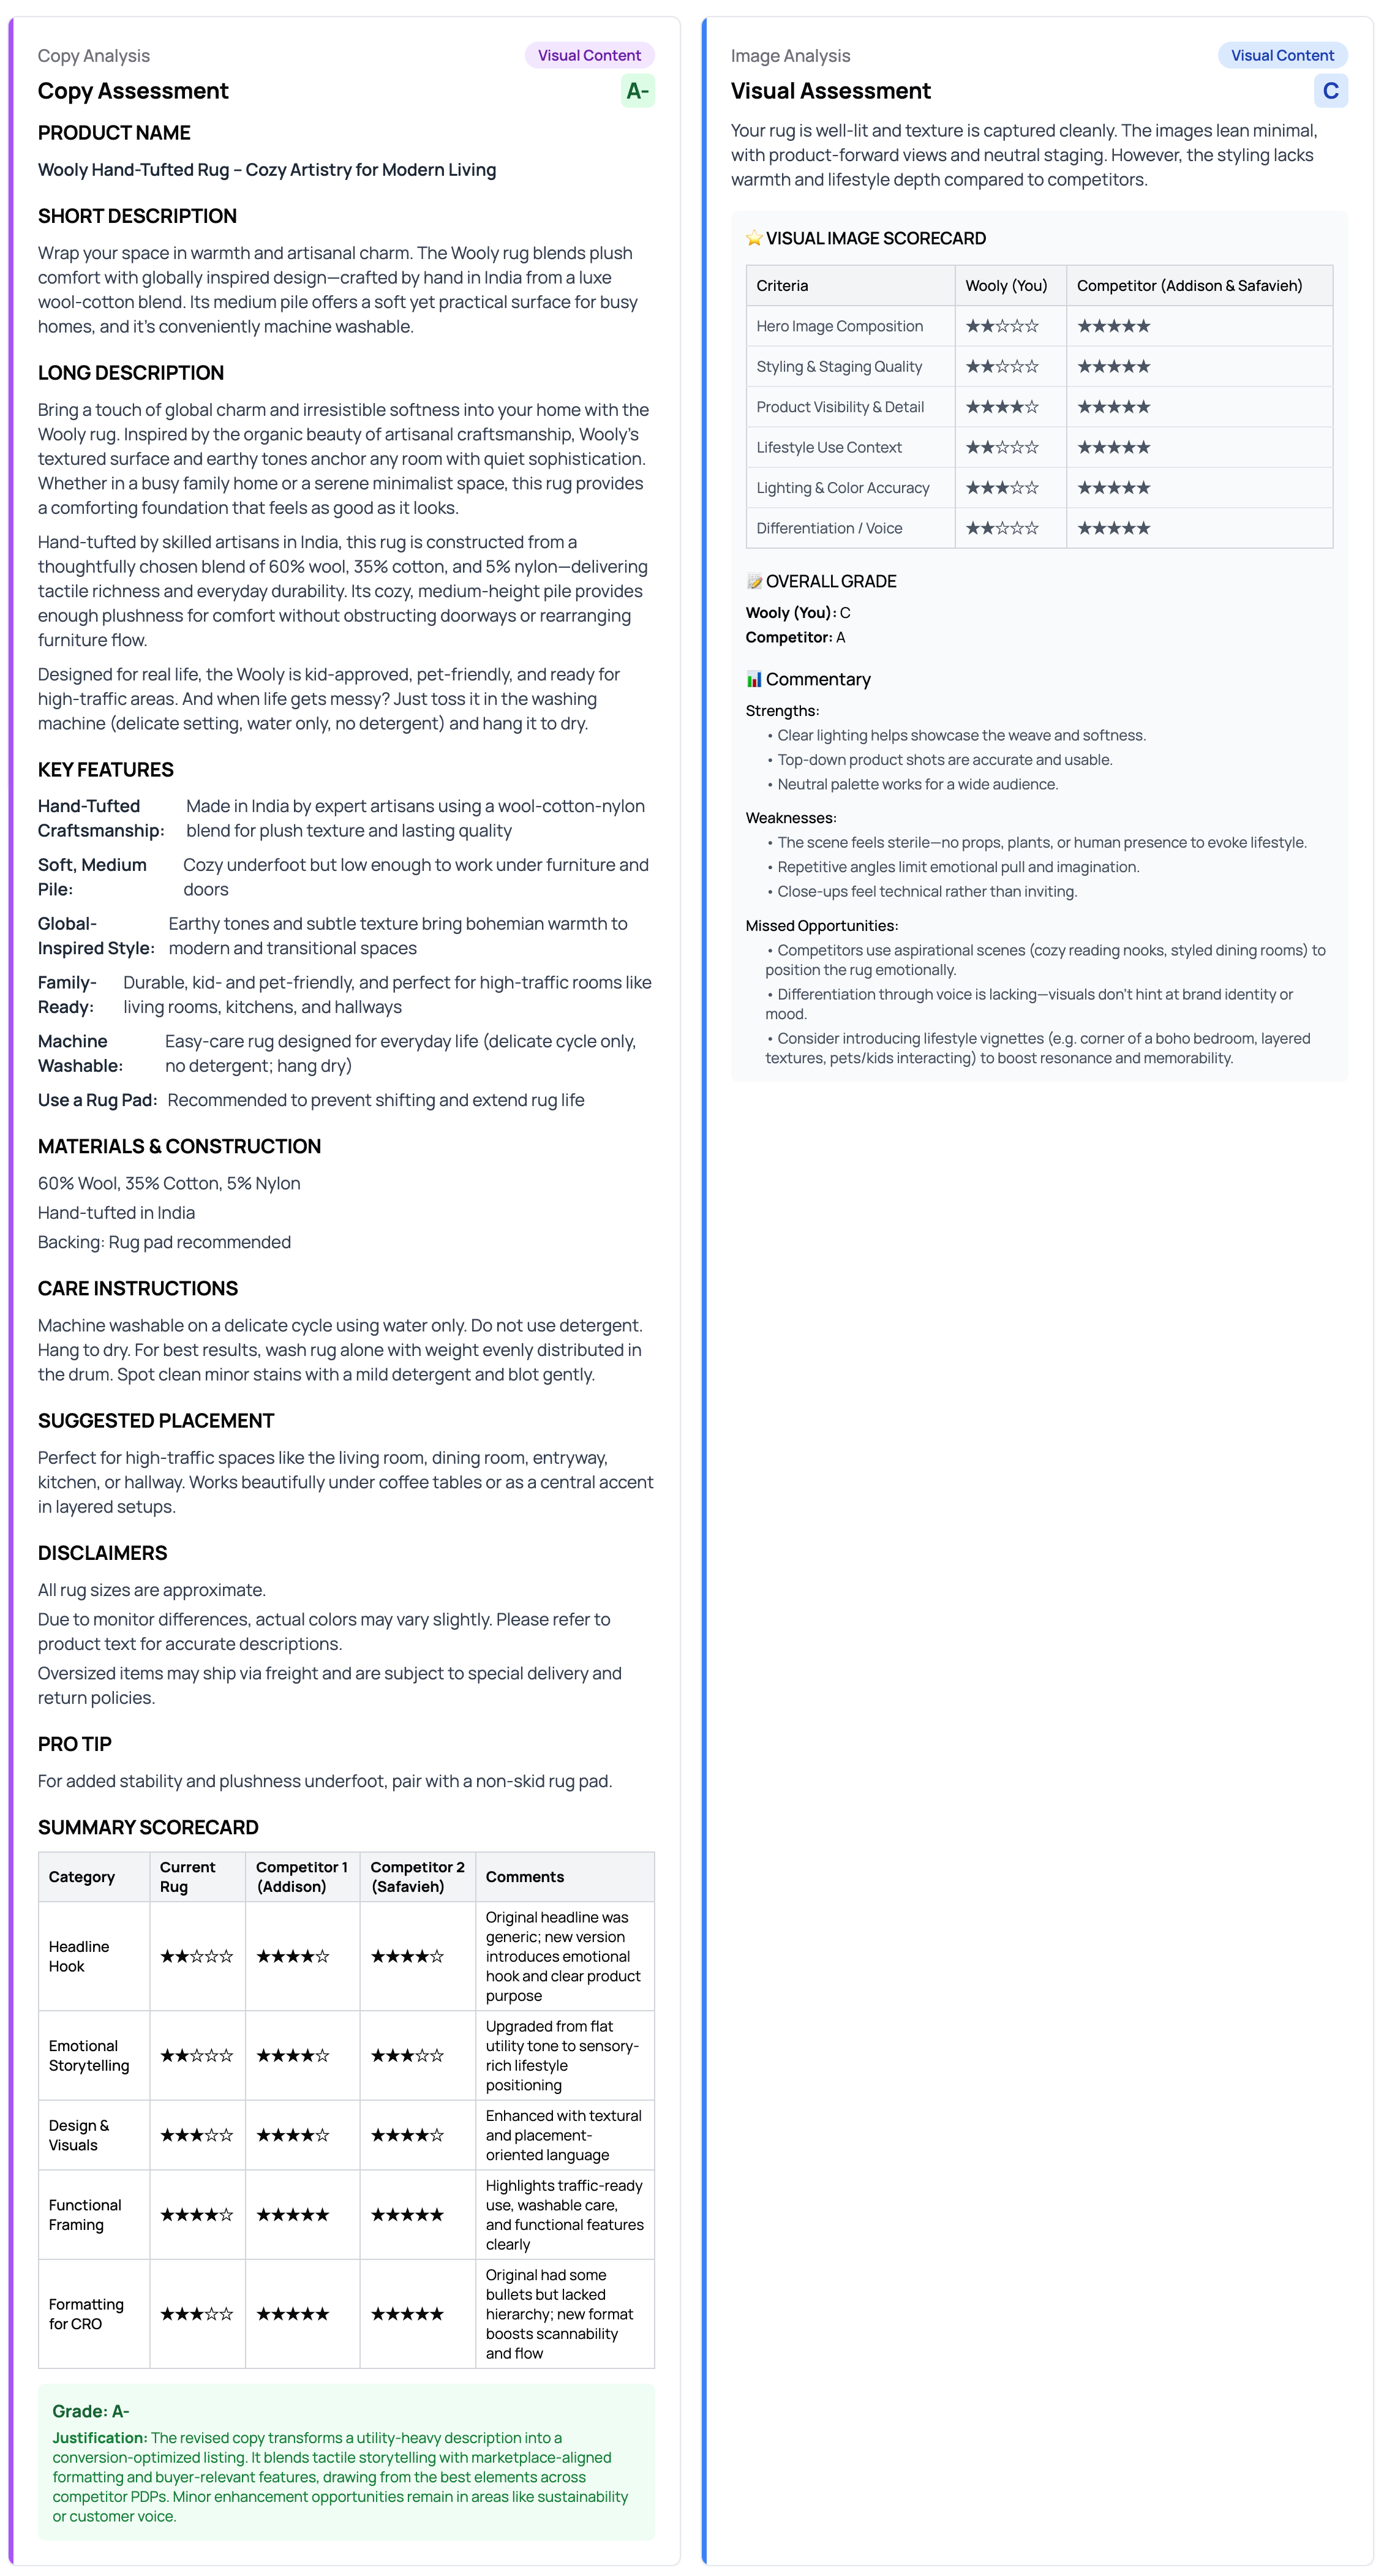 Copy Analysis
Visual Content
Copy Assessment
A-
PRODUCT NAME
Wooly Hand-Tufted Rug – Cozy Artistry for Modern Living
SHORT DESCRIPTION
Wrap your space in warmth and artisanal charm. The Wooly rug blends plush
comfort with globally inspired design—crafted by hand in India from a luxe
wool-cotton blend. Its medium pile offers a soft yet practical surface for busy
homes, and it's conveniently machine washable.
LONG DESCRIPTION
Bring a touch of global charm and irresistible softness into your home with the
Wooly rug. Inspired by the organic beauty of artisanal craftsmanship, Wooly's
textured surface and earthy tones anchor any room with quiet sophistication.
Whether in a busy family home or a serene minimalist space, this rug provides
a comforting foundation that feels as good as it looks.
Hand-tufted by skilled artisans in India, this rug is constructed from a
thoughtfully chosen blend of 60% wool, 35% cotton, and 5% nylon—delivering
tactile richness and everyday durability. Its cozy, medium-height pile provides
enough plushness for comfort without obstructing doorways or rearranging
furniture flow.
Designed for real life, the Wooly is kid-approved, pet-friendly, and ready for
high-traffic areas. And when life gets messy? Just toss it in the washing
machine (delicate setting, water only, no detergent) and hang it to dry.
KEY FEATURES
Hand-Tufted
Craftsmanship:
Made in India by expert artisans using a wool-cotton-nylon
blend for plush texture and lasting quality
Soft, Medium
Pile:
Cozy underfoot but low enough to work under furniture and
doors
Global-
Inspired Style:
Earthy tones and subtle texture bring bohemian warmth to
modern and transitional spaces
Family-
Ready:
Durable, kid- and pet-friendly, and perfect for high-traffic rooms like
living rooms, kitchens, and hallways
Machine
Washable:
Easy-care rug designed for everyday life (delicate cycle only,
no detergent; hang dry)
Use a Rug Pad: Recommended to prevent shifting and extend rug life
MATERIALS & CONSTRUCTION
60% Wool, 35% Cotton, 5% Nylon
Hand-tufted in India
Backing: Rug pad recommended
CARE INSTRUCTIONS
Machine washable on a delicate cycle using water only. Do not use detergent.
Hang to dry. For best results, wash rug alone with weight evenly distributed in
the drum. Spot clean minor stains with a mild detergent and blot gently.
SUGGESTED PLACEMENT
Perfect for high-traffic spaces like the living room, dining room, entryway,
kitchen, or hallway. Works beautifully under coffee tables or as a central accent
in layered setups.
DISCLAIMERS
All rug sizes are approximate.
Due to monitor differences, actual colors may vary slightly. Please refer to
product text for accurate descriptions.
Oversized items may ship via freight and are subject to special delivery and
return policies.
PRO TIP
For added stability and plushness underfoot, pair with a non-skid rug pad.
SUMMARY SCORECARD
Category
Current
Rug
Competitor 1
(Addison)
Competitor 2
(Safavieh)
Comments
Headline
Hook
★★☆☆☆
★★★★☆
★★★★☆
Original headline was
generic; new version
introduces emotional
hook and clear product
purpose
Emotional
Storytelling
★★☆☆☆
★★★★☆
★★★☆☆
Upgraded from flat
utility tone to sensory-
rich lifestyle
positioning
Design &
Visuals
★★★☆☆
★★★★☆
★★★★☆
Enhanced with textural
and placement-
oriented language
Functional
Framing
★★★★☆
★★★★★
★★★★★
Highlights traffic-ready
use, washable care,
and functional features
clearly
Formatting
for CRO
★★★☆☆
★★★★★
★★★★★
Original had some
bullets but lacked
hierarchy; new format
boosts scannability
and flow
Grade: A-
Justification: The revised copy transforms a utility-heavy description into a
conversion-optimized listing. It blends tactile storytelling with marketplace-aligned
formatting and buyer-relevant features, drawing from the best elements across
competitor PDPs. Minor enhancement opportunities remain in areas like sustainability
or customer voice.
Image Analysis
Visual Content
Visual Assessment
C
Your rug is well-lit and texture is captured cleanly. The images lean minimal,
with product-forward views and neutral staging. However, the styling lacks
warmth and lifestyle depth compared to competitors.
⭐ VISUAL IMAGE SCORECARD
Criteria
Wooly (You)
Competitor (Addison & Safavieh)
Hero Image Composition
★★☆☆☆
★★★★★
Styling & Staging Quality
★★☆☆☆
★★★★★
Product Visibility & Detail
★★★★☆
★★★★★
Lifestyle Use Context
★★☆☆☆
★★★★★
Lighting & Color Accuracy
★★★☆☆
★★★★★
Differentiation / Voice
★★☆☆☆
★★★★★
📝 OVERALL GRADE
Wooly (You): C
Competitor: A
📊 Commentary
Strengths:
• Clear lighting helps showcase the weave and softness.
• Top-down product shots are accurate and usable.
• Neutral palette works for a wide audience.
Weaknesses:
• The scene feels sterile—no props, plants, or human presence to evoke lifestyle.
• Repetitive angles limit emotional pull and imagination.
• Close-ups feel technical rather than inviting.
Missed Opportunities:
• Competitors use aspirational scenes (cozy reading nooks, styled dining rooms) to
position the rug emotionally.
• Differentiation through voice is lacking—visuals don't hint at brand identity or
mood.
• Consider introducing lifestyle vignettes (e.g. corner of a boho bedroom, layered
textures, pets/kids interacting) to boost resonance and memorability.